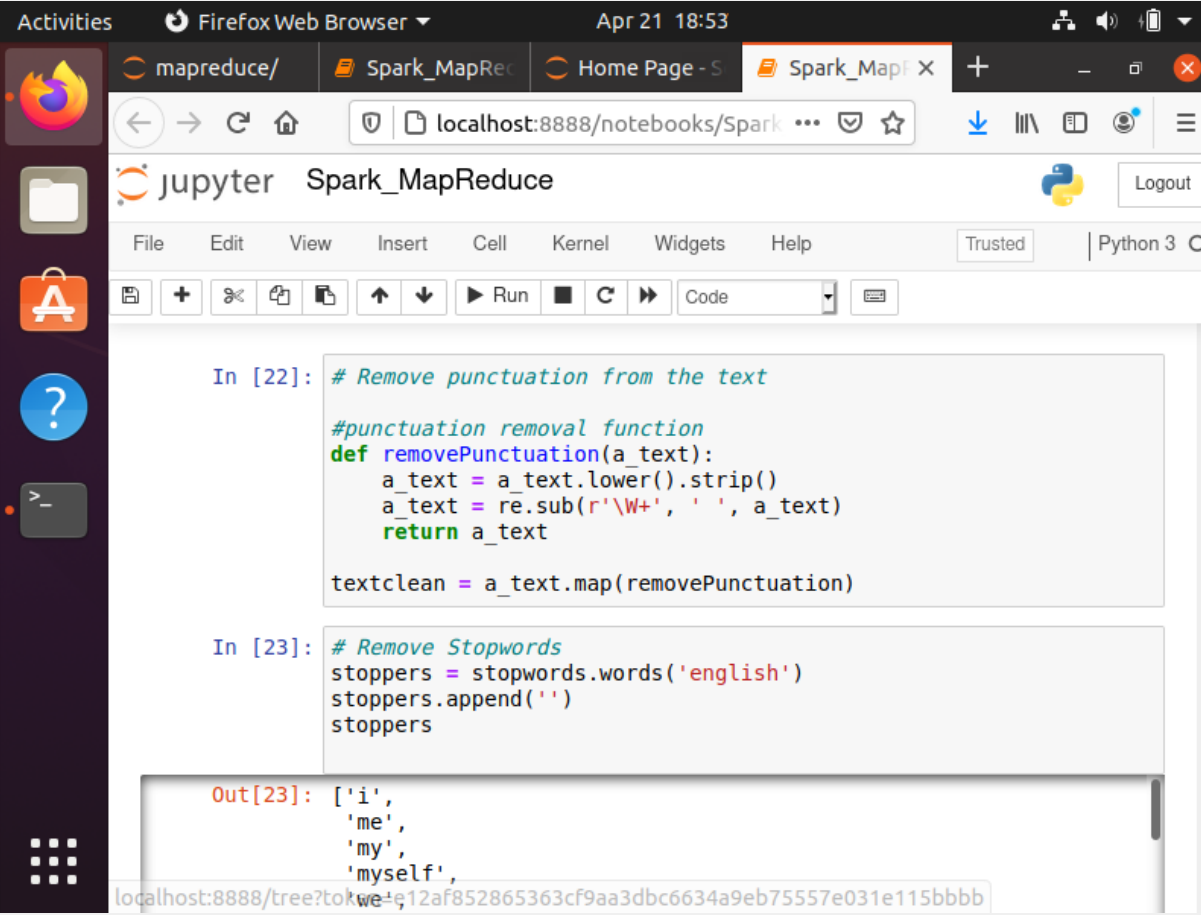 Activities Firefox Web Browser Apr 21 18:53
mapreduce/ Spark_MapRec Home Page - S Spark_MapR
localhost:8888/notebooks/Spark
jupyter Spark_MapReduce Logout
File Edit View Insert Cell Kernel Widgets Help Trusted Python 3
Run Code
In [22]: # Remove punctuation from the text
#punctuation removal function
def removePunctuation(a_text):
a_text = a_text.lower().strip()
a_text = re.sub(r'\W+', ' ', a_text)
return a_text
textclean = a_text.map(removePunctuation)
In [23]: # Remove Stopwords
stoppers = stopwords.words('english')
stoppers.append('')
stoppers
Out[23]: ['i',
'me',
'my',
'myself',
'we',
localhost:8888/tree?token=e12af852865363cf9aa3dbc6634a9eb75557e031e115bbbb